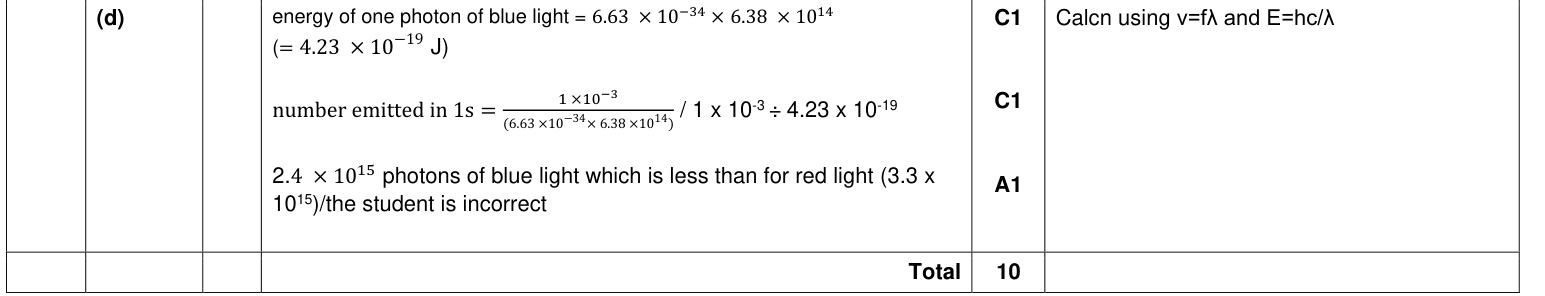 (d) energy of one photon of blue light = 6.63 × 10⁻³⁴ × 6.38 × 10¹⁴ C1 Calcn using v=fλ and E=hc/λ
(= 4.23 × 10⁻¹⁹ J)
number emitted in 1s = 1 ×10⁻³ / (6.63 ×10⁻³⁴× 6.38 ×10¹⁴) / 1 x 10⁻³ ÷ 4.23 x 10⁻¹⁹ C1
2.4 × 10¹⁵ photons of blue light which is less than for red light (3.3 x A1
10¹⁵)/the student is incorrect
Total 10